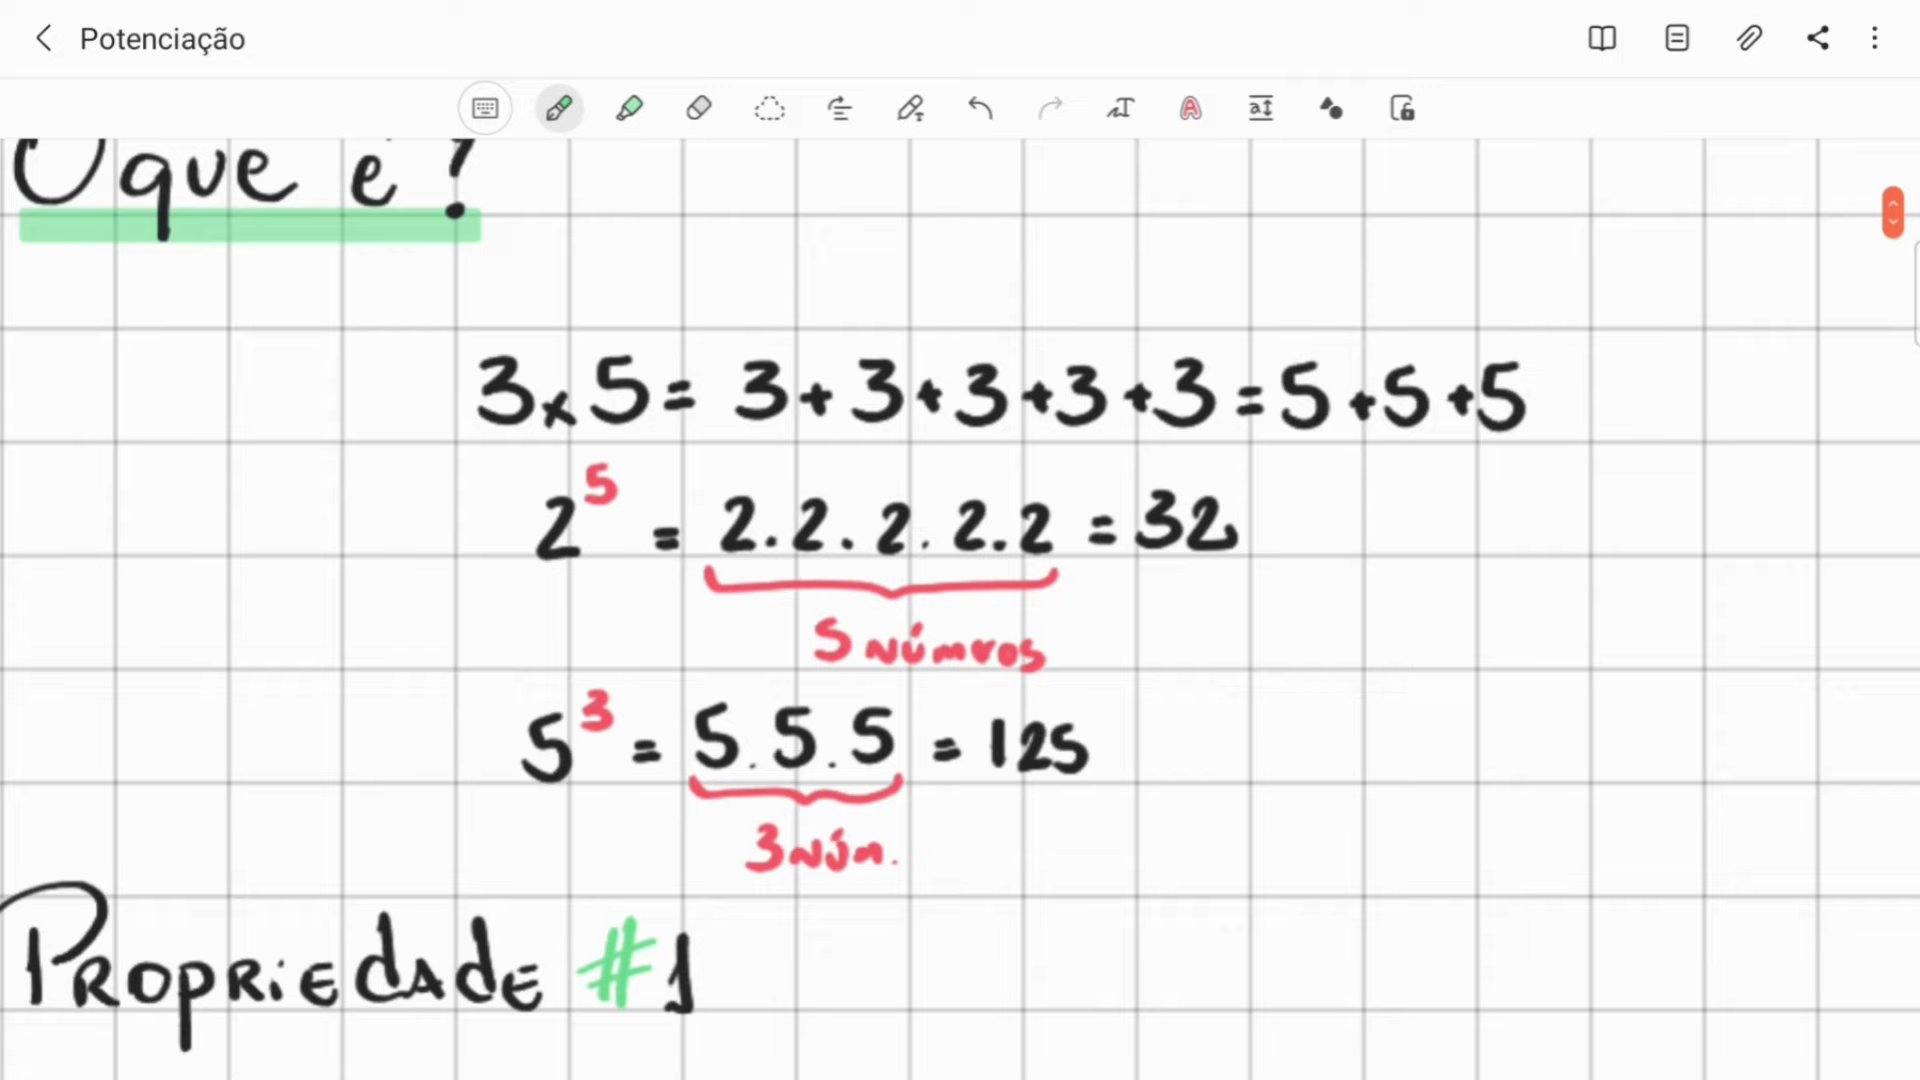 Potenciação
O que é?
3x5= 3+3+3+3+3=5+5+5
2⁵ = 2.2.2.2.2 = 32
5 números
5³ = 5.5.5 = 125
3 núm.
PROPRIEDADE #1